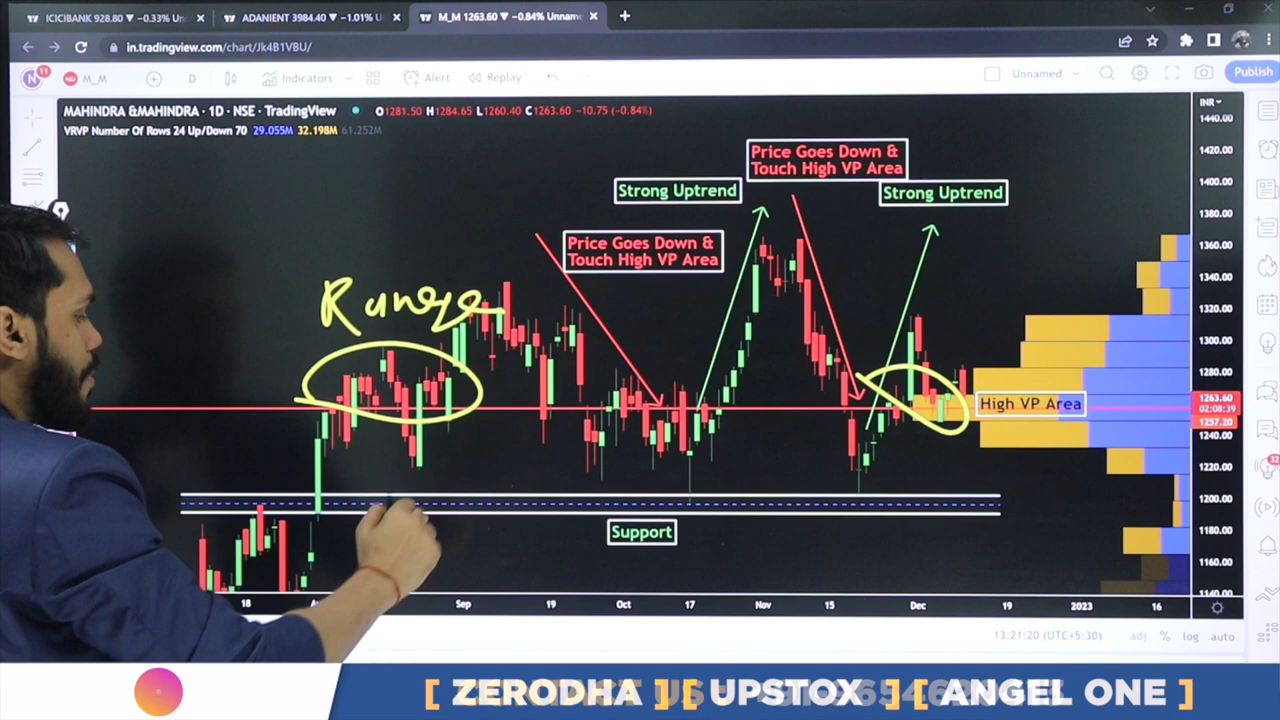 ICICIBANK 928.80 ▼ −0.33% Un
ADANIENT 3984.40 ▼ −1.01% U
M_M 1263.60 ▼ −0.84% Unnam
in.tradingview.com/chart/Jk4B1VBU/
N 11
M_M
D
Indicators
Alert
Replay
Unnamed
Publish
MAHINDRA &MAHINDRA · 1D · NSE · TradingView
O1281.50 H1284.65 L1260.40 C1263.60 −10.75 (−0.84%)
VRVP Number Of Rows 24 Up/Down 70 29.055M 32.198M 61.252M
INR
1440.00
1420.00
1400.00
1380.00
1360.00
1340.00
1320.00
1300.00
1280.00
1263.60
02:08:39
1257.20
1240.00
1220.00
1200.00
1180.00
1160.00
1140.00
Price Goes Down &
Touch High VP Area
Strong Uptrend
Strong Uptrend
Price Goes Down &
Touch High VP Area
Range
High VP Area
Support
18
Sep
19
Oct
17
Nov
15
Dec
19
2023
16
13:21:20 (UTC+5:30)
adj
%
log
auto
32
[ ZERODHA ] [ UPSTOX ] [ ANGEL ONE ]